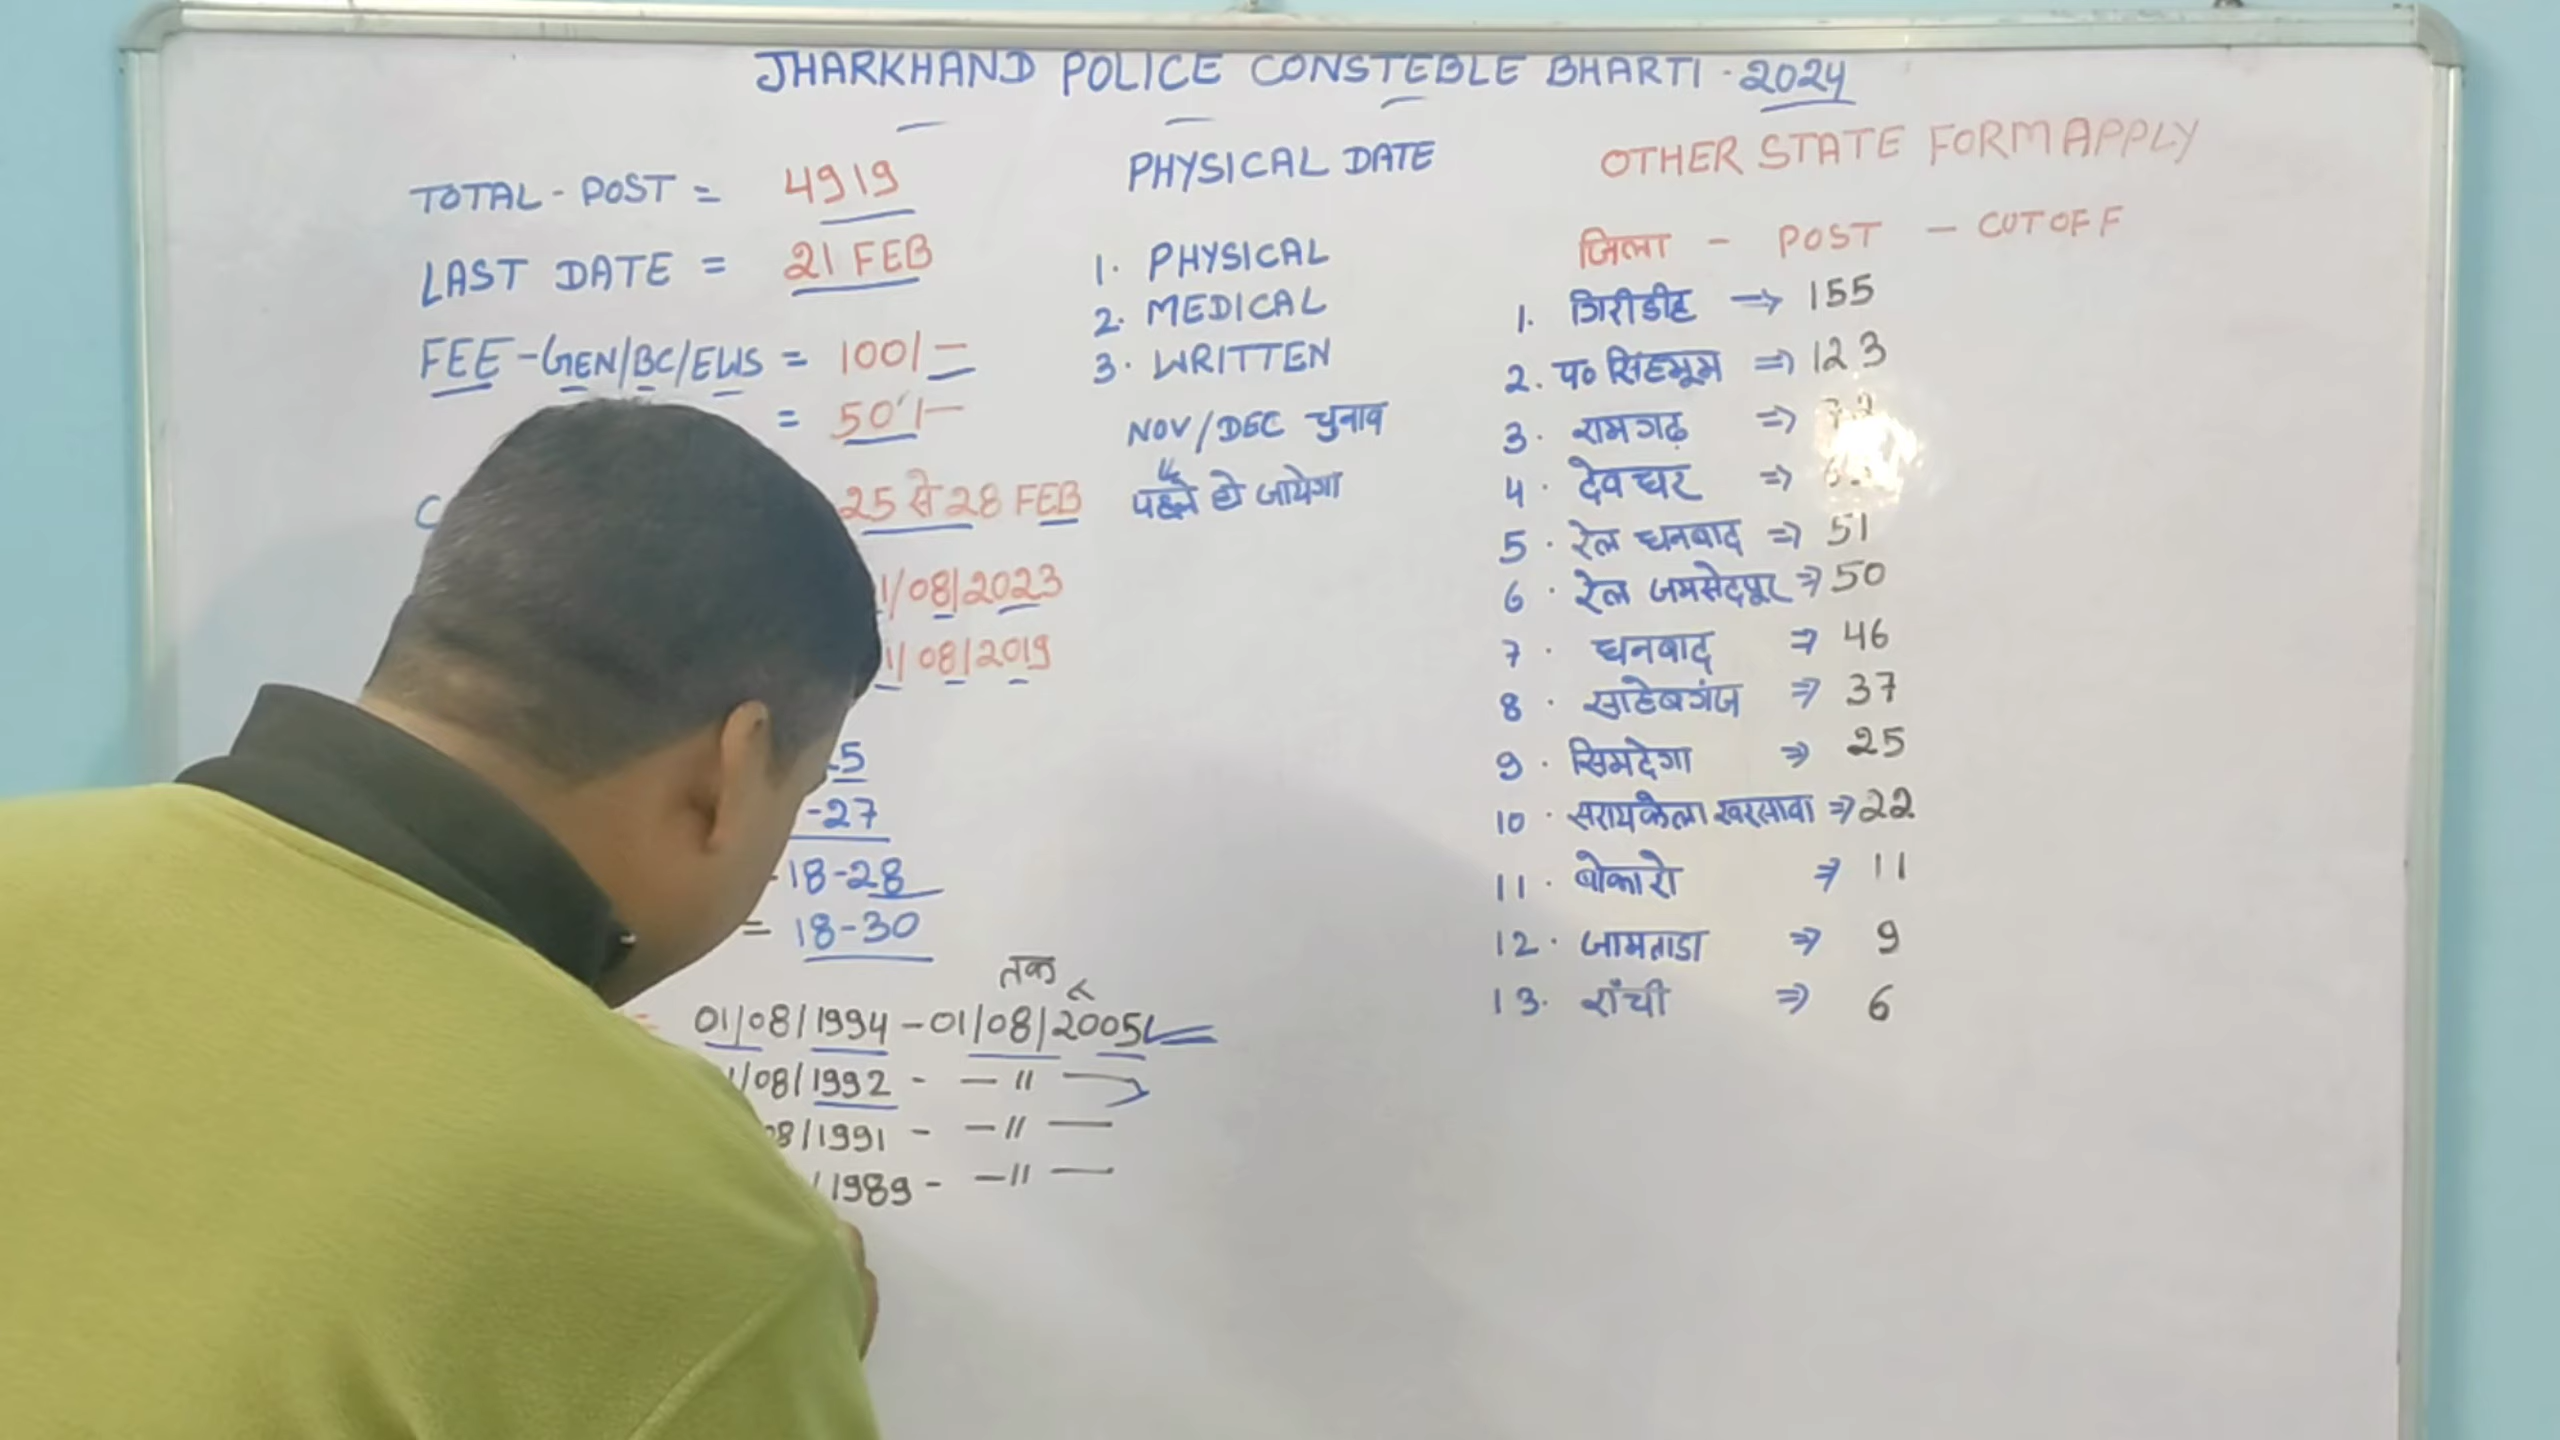 JHARKHAND POLICE CONSTEBLE BHARTI - 2024
TOTAL - POST = 4919
LAST DATE = 21 FEB
FEE - GEN/BC/EWS = 100/-
= 50/-
25 से 28 FEB
1/08/2023
1/08/2019
5
-27
18-28
= 18-30
तक
01/08/1994 - 01/08/2005
1/08/1992 - - 11 -
08/1991 - - 11 -
/1989 - - 11 -
PHYSICAL DATE
1. PHYSICAL
2. MEDICAL
3. WRITTEN
NOV/DEC चुनाव
पहले हो जायेगा
OTHER STATE FORM APPLY
जिला - POST - CUTOFF
1. गिरीडीह ⇒ 155
2. प० सिंहभूम ⇒ 123
3. रामगढ़ ⇒
4. देवघर ⇒
5. रेल धनबाद ⇒ 51
6. रेल जमसेदपूर ⇒ 50
7. धनबाद ⇒ 46
8. साहेबगंज ⇒ 37
9. सिमदेगा ⇒ 25
10. सरायकेला खरसावा ⇒ 22
11. बोकारो ⇒ 11
12. जामताडा ⇒ 9
13. राँची ⇒ 6